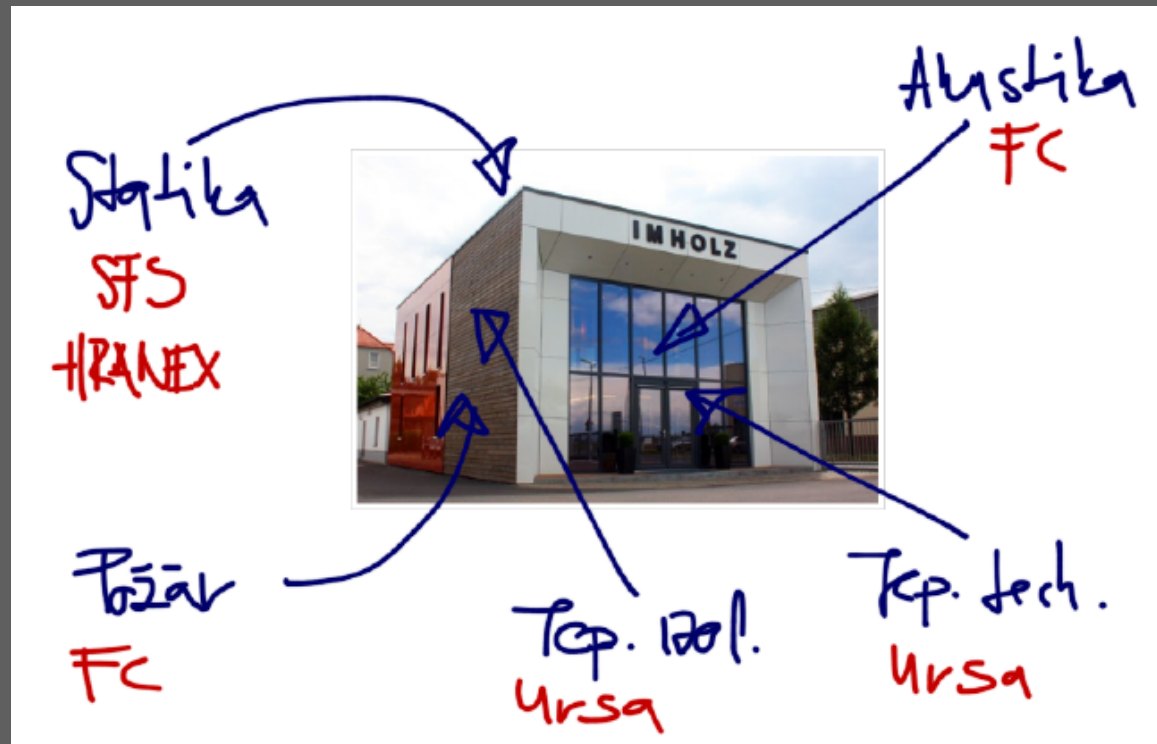 Statika
SFS
HRANEX
Akustika
FC
IMHOLZ
Požár
FC
Tep. izol.
Ursa
Tep. tech.
Ursa